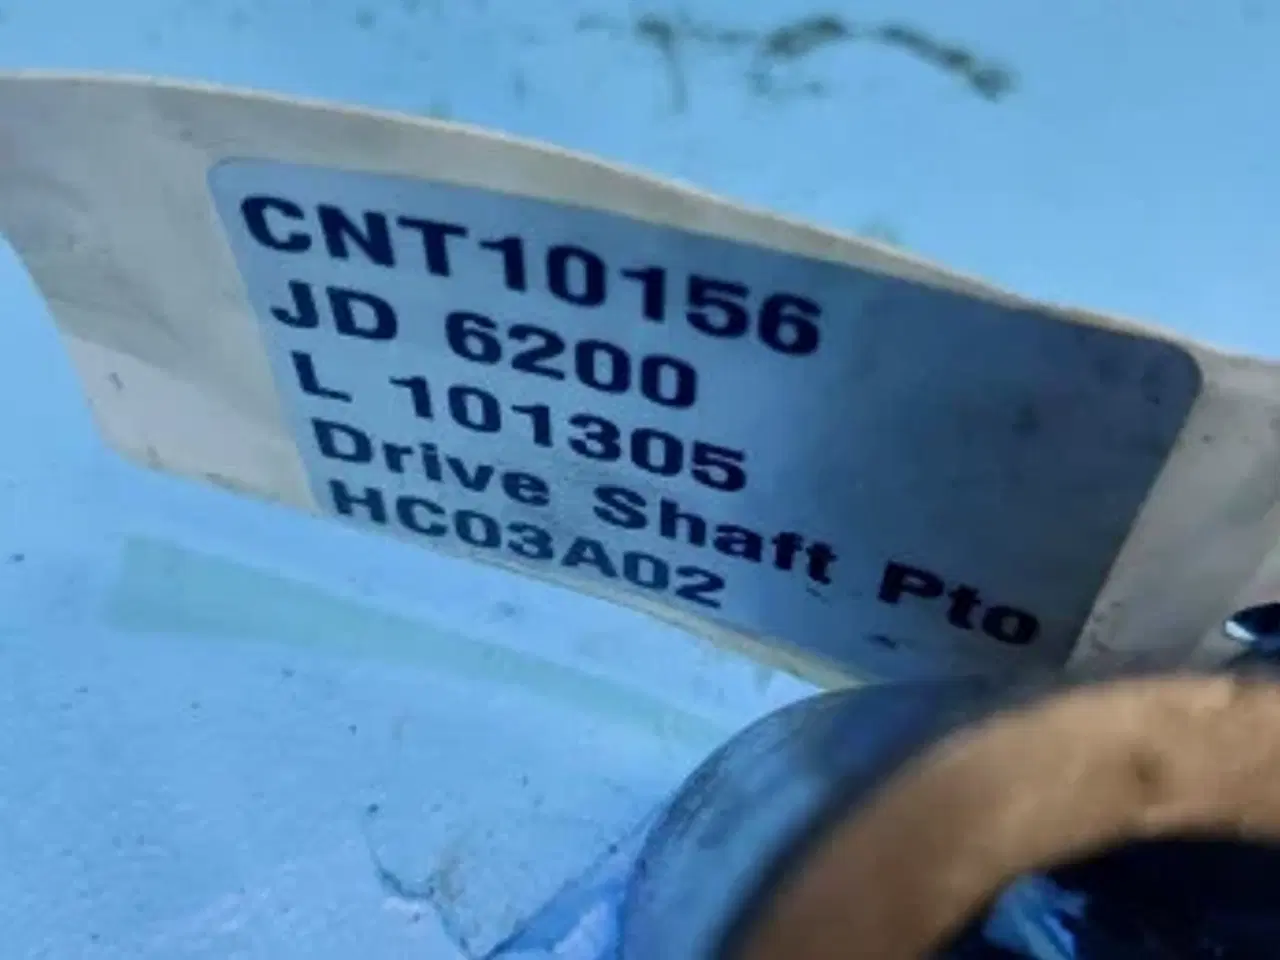 CNT10156
JD 6200
L 101305
Drive Shaft Pto
HC03A02